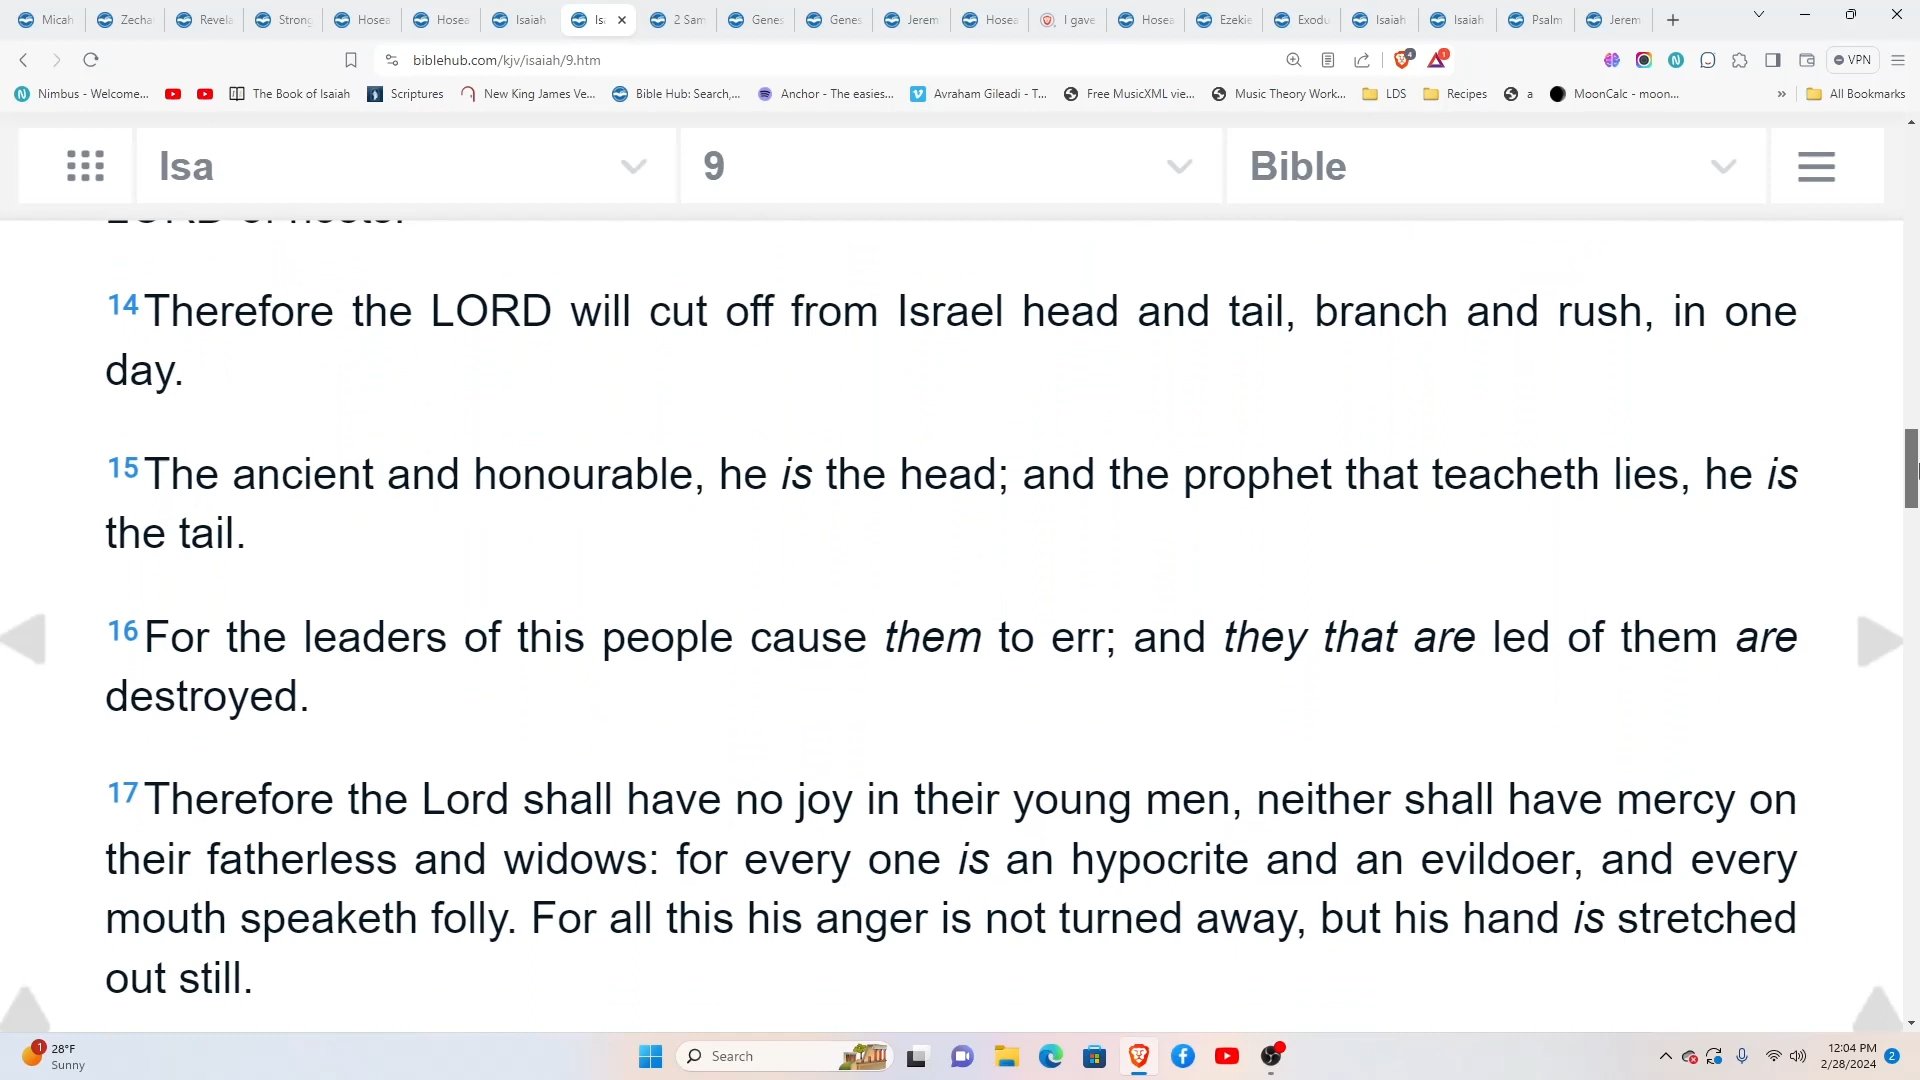 Micah Zecha Revela Strong Hosea Hosea Isaiah Isa 2 Sam Genes Genes Jerem Hosea I gave Hosea Ezekie Exodu Isaiah Isaiah Psalm Jerem
biblehub.com/kjv/isaiah/9.htm 4 1 VPN
Nimbus - Welcome... The Book of Isaiah Scriptures New King James Ve... Bible Hub: Search,... Anchor - The easies... Avraham Gileadi - T... Free MusicXML vie... Music Theory Work... LDS Recipes a MoonCalc - moon... » All Bookmarks
Isa 9 Bible
LORD of hosts.
14 Therefore the LORD will cut off from Israel head and tail, branch and rush, in one
day.
15 The ancient and honourable, he is the head; and the prophet that teacheth lies, he is
the tail.
16 For the leaders of this people cause them to err; and they that are led of them are
destroyed.
17 Therefore the Lord shall have no joy in their young men, neither shall have mercy on
their fatherless and widows: for every one is an hypocrite and an evildoer, and every
mouth speaketh folly. For all this his anger is not turned away, but his hand is stretched
out still.
1 28°F
Sunny
Search
12:04 PM
2/28/2024 2